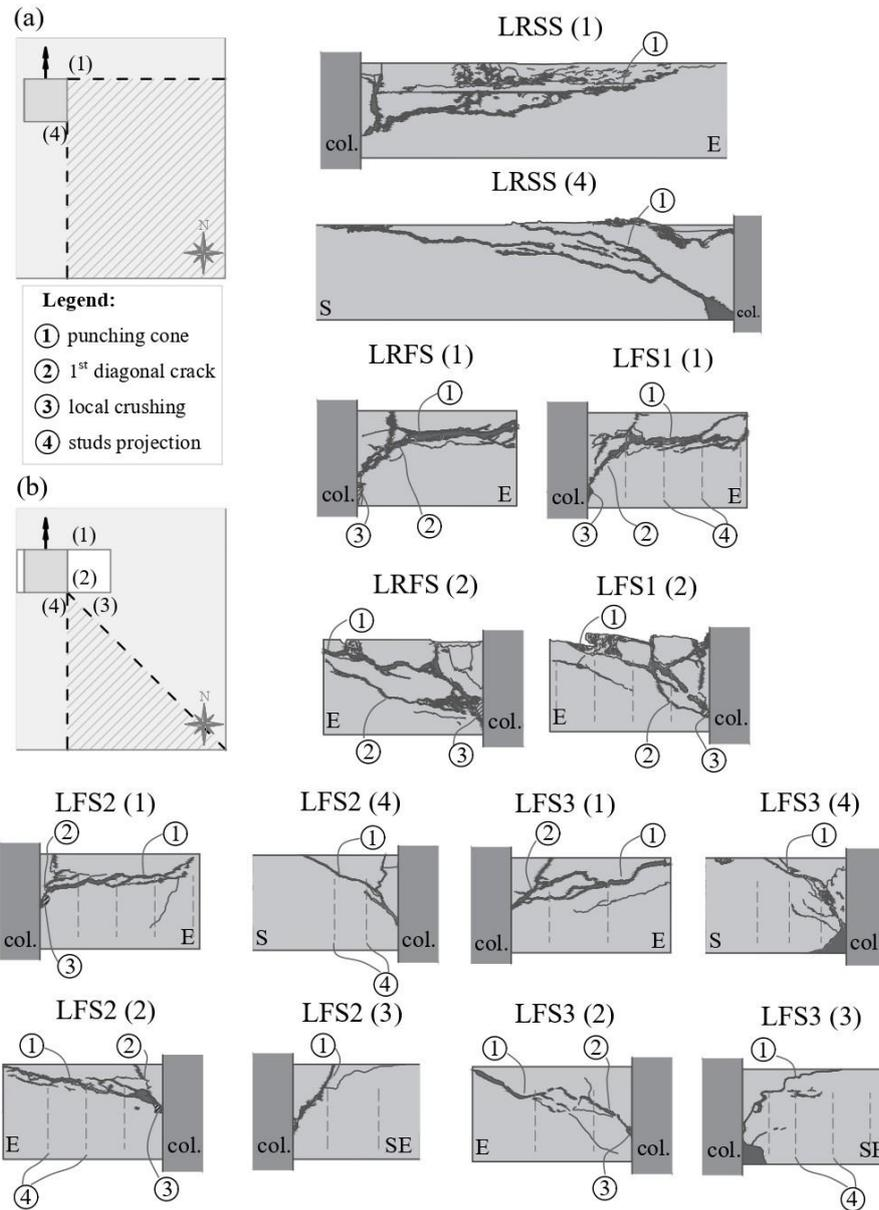 (a)
(1)
(4)
N
Legend:
① punching cone
② 1st diagonal crack
③ local crushing
④ studs projection
LRSS (1)
①
col.
E
LRSS (4)
①
S
col.
LRFS (1)
①
col.
E
③
②
LFS1 (1)
①
col.
E
③
②
④
(b)
(1)
(2)
(4)
(3)
N
LRFS (2)
①
E
col.
②
③
LFS1 (2)
①
E
col.
②
③
LFS2 (1)
②
①
col.
E
③
LFS2 (4)
①
S
col.
④
LFS3 (1)
②
①
col.
E
LFS3 (4)
①
S
col.
LFS2 (2)
①
②
E
col.
④
③
LFS2 (3)
①
col.
SE
LFS3 (2)
①
②
E
col.
③
LFS3 (3)
①
col.
SE
④